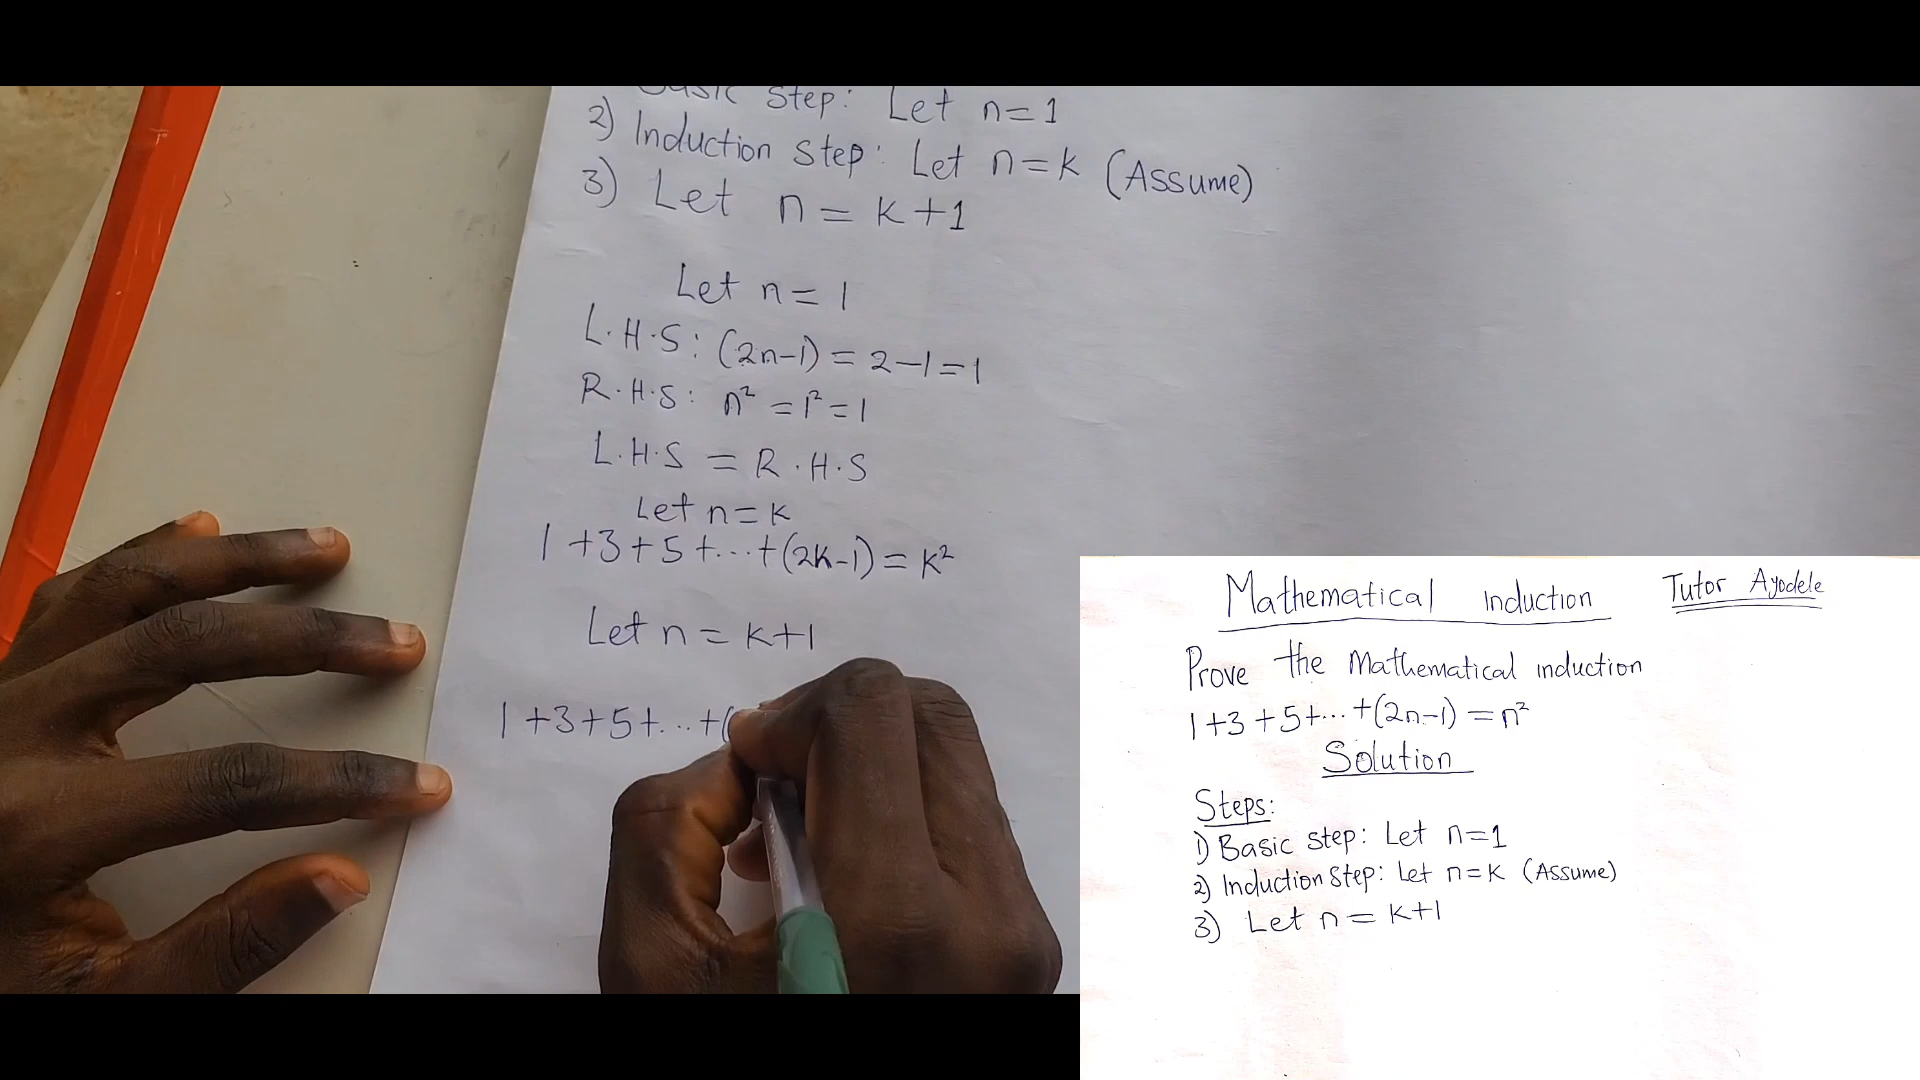 Basic Step: Let n=1
2) Induction step: Let n=k (Assume)
3) Let n = k+1
Let n = 1
L.H.S: (2n-1) = 2-1=1
R.H.S: n² = 1² = 1
L.H.S = R.H.S
Let n=k
1+3+5+...+(2k-1) = k²
Let n = k+1
1+3+5+...+(
Mathematical induction
Tutor Ayodele
Prove the Mathematical induction
1+3+5+...+(2n-1) = n²
Solution
Steps:
1) Basic step: Let n=1
2) Induction step: Let n=k (Assume)
3) Let n = k+1